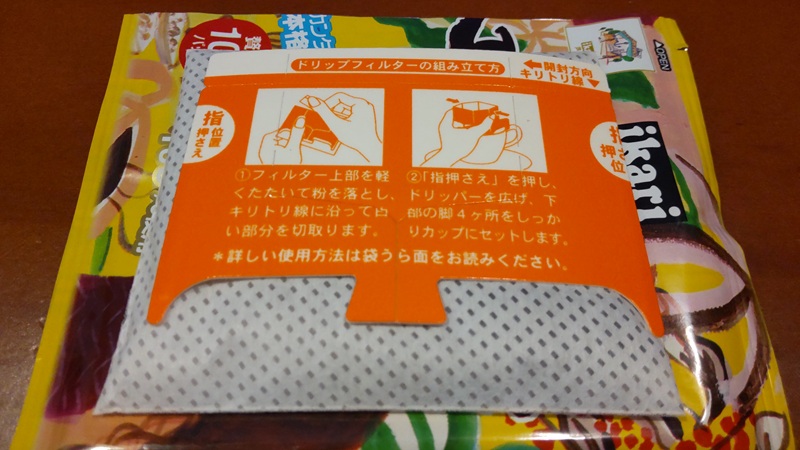 ドリップフィルターの組み立て方
←開封方向
キリトリ線▼
▲OPEN
指
位置
押さえ
①フィルター上部を軽
くたたいて粉を落とし、
キリトリ線に沿って白
い部分を切取ります。
②「指押さえ」を押し、
ドリッパーを広げ、下
部の脚4ヶ所をしっか
りカップにセットします。
＊詳しい使用方法は袋うら面をお読みください。
ikari